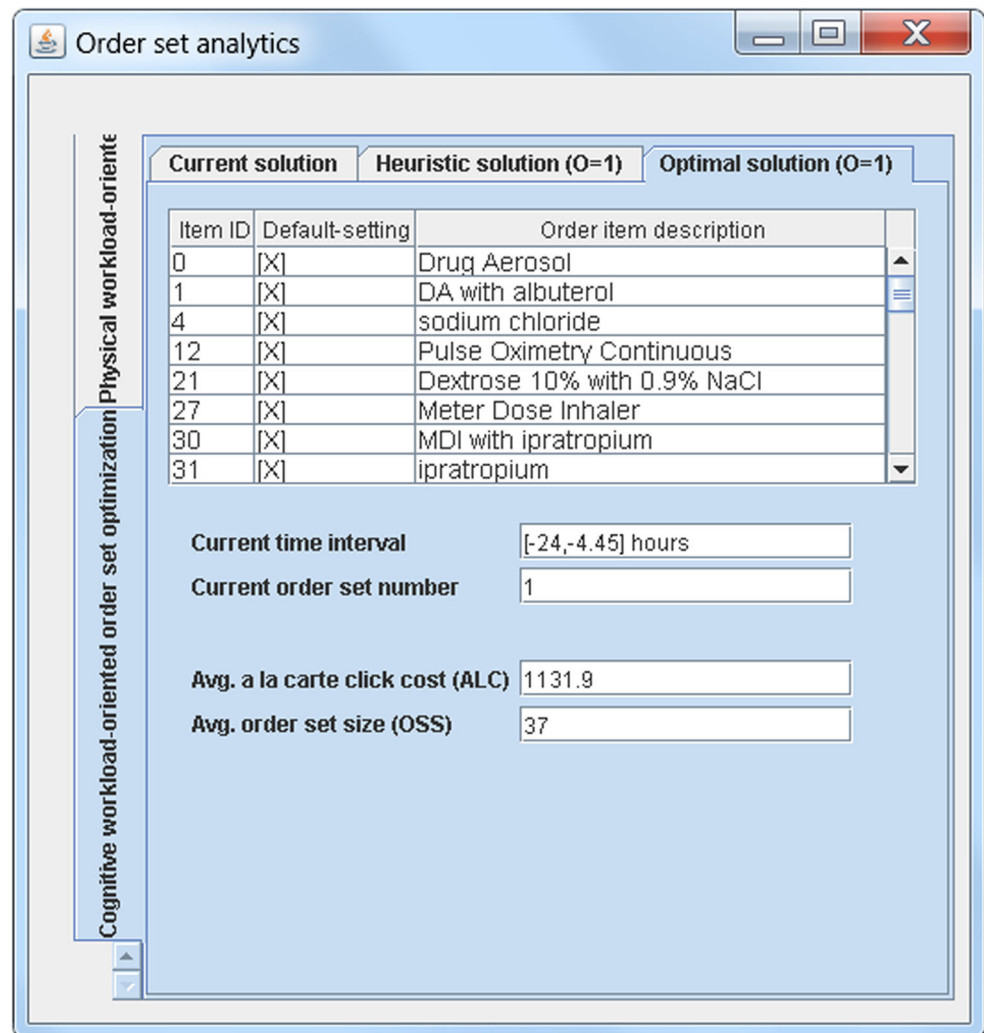 Order set analytics
Physical workload-oriente
Cognitive workload-oriented order set optimization
Current solution Heuristic solution (O=1) Optimal solution (O=1)
Item ID Default-setting Order item description
0 [X] Drug Aerosol
1 [X] DA with albuterol
4 [X] sodium chloride
12 [X] Pulse Oximetry Continuous
21 [X] Dextrose 10% with 0.9% NaCl
27 [X] Meter Dose Inhaler
30 [X] MDI with ipratropium
31 [X] ipratropium
Current time interval [-24,-4.45] hours
Current order set number 1
Avg. a la carte click cost (ALC) 1131.9
Avg. order set size (OSS) 37